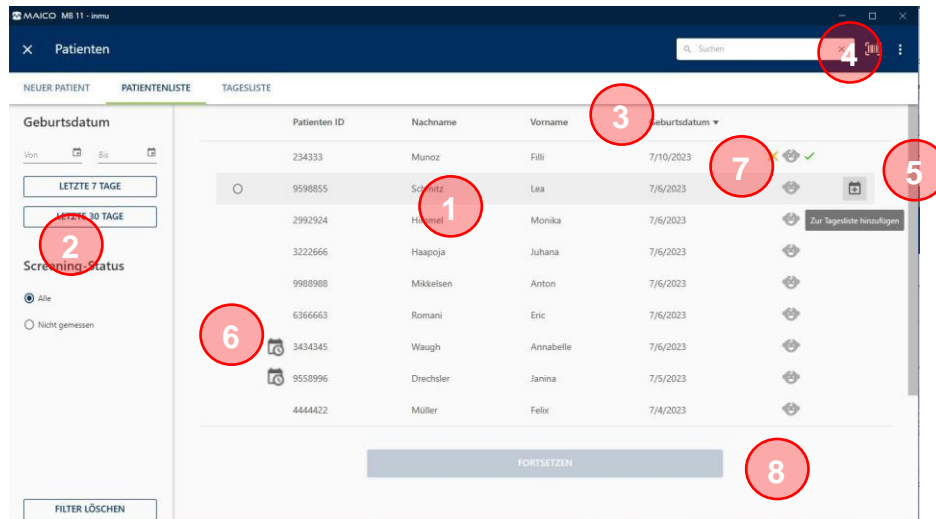 MAICO MB 11 - inmu
Patienten
Suchen
4
NEUER PATIENT PATIENTENLISTE TAGESLISTE
Geburtsdatum
Von Bis
LETZTE 7 TAGE
LETZTE 30 TAGE
2
Screening-Status
Alle
Nicht gemessen
FILTER LÖSCHEN
Patienten ID Nachname Vorname 3 Geburtsdatum
234333 Munoz Filli 7/10/2023 7
9598855 Schmitz Lea 7/6/2023 5
1
2992924 Himmel Monika 7/6/2023 Zur Tagesliste hinzufügen
3222666 Haapoja Juhana 7/6/2023
9988988 Mikkelsen Anton 7/6/2023
6366663 Romani Eric 7/6/2023
6
3434345 Waugh Annabelle 7/6/2023
9558996 Drechsler Janina 7/5/2023
4444422 Müller Felix 7/4/2023
FORTSETZEN 8